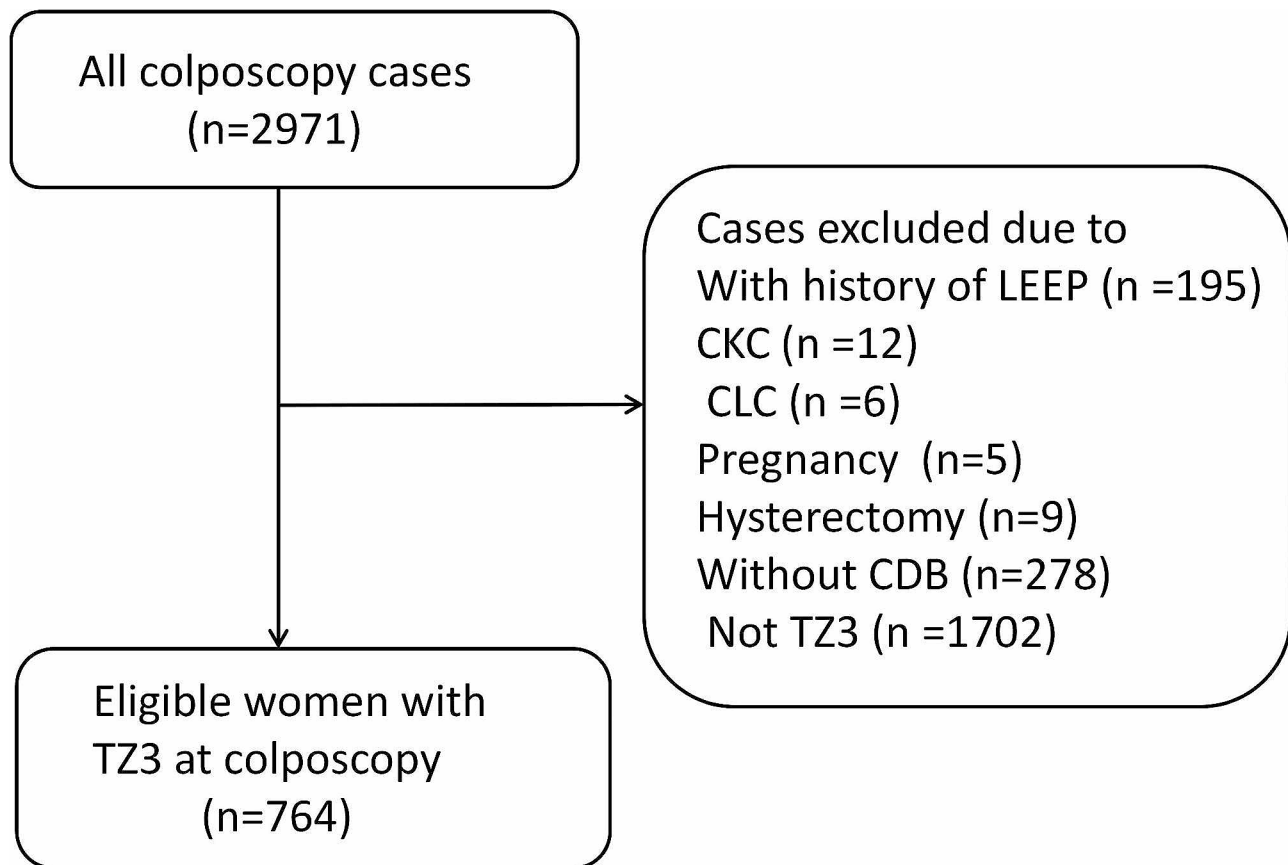 All colposcopy cases
(n=2971)
Cases excluded due to
With history of LEEP (n =195)
CKC (n =12)
CLC (n =6)
Pregnancy (n=5)
Hysterectomy (n=9)
Without CDB (n=278)
Not TZ3 (n =1702)
Eligible women with
TZ3 at colposcopy
(n=764)